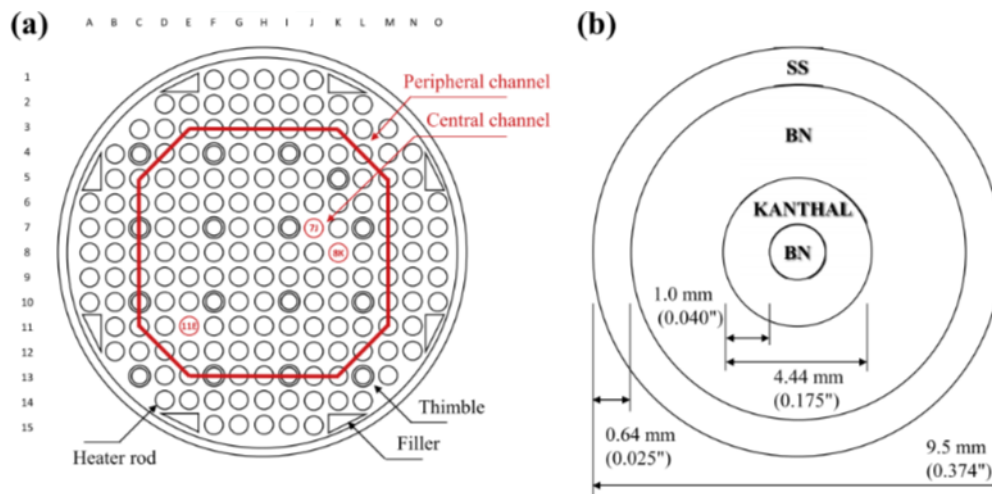 (a)
A B C D E F G H I J K L M N O
1
2
3
4
5
6
7
8
9
10
11
12
13
14
15
Peripheral channel
Central channel
7J
8K
11E
Thimble
Filler
Heater rod
(b)
SS
BN
KANTHAL
BN
1.0 mm
(0.040")
4.44 mm
(0.175")
0.64 mm
(0.025")
9.5 mm
(0.374")